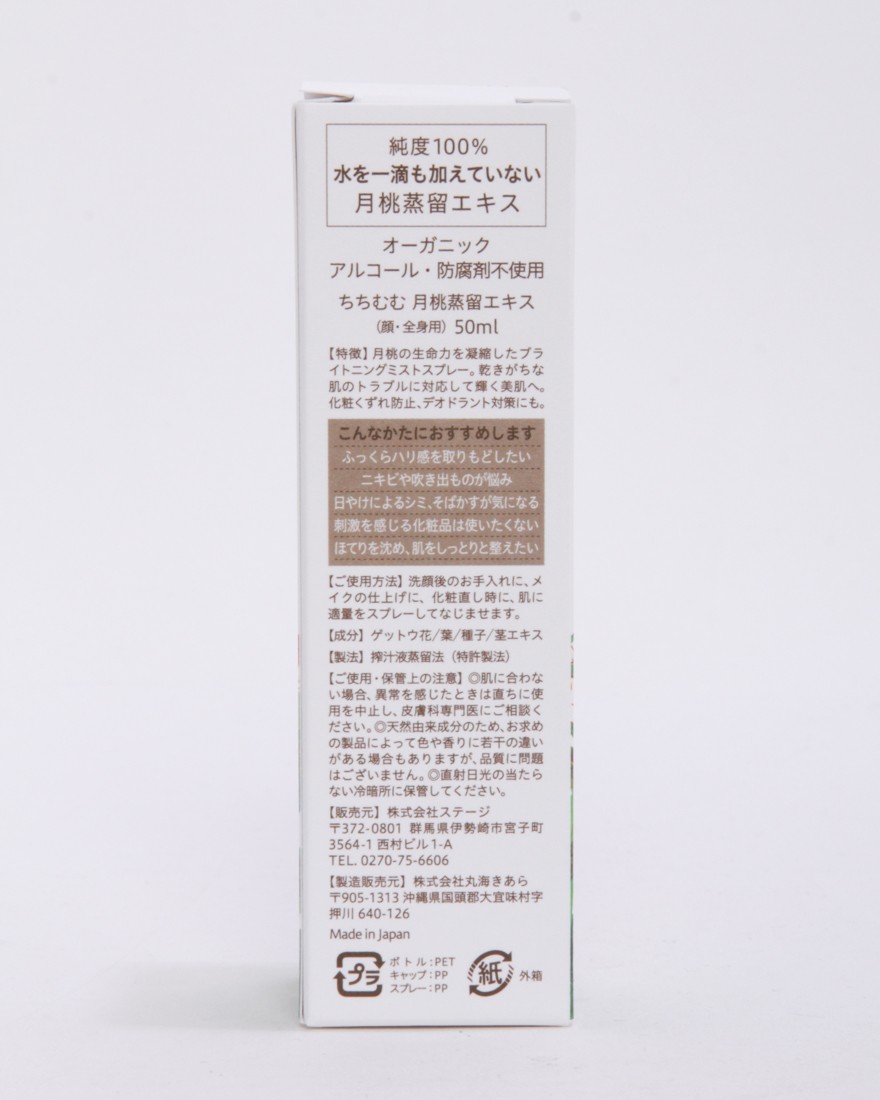 純度100%
水を一滴も加えていない
月桃蒸留エキス
オーガニック
アルコール・防腐剤不使用
ちちむむ 月桃蒸留エキス
（顔・全身用） 50ml
【特徴】月桃の生命力を凝縮したブラ
イトニングミストスプレー。乾きがちな
肌のトラブルに対応して輝く美肌へ。
化粧くずれ防止、デオドラント対策にも。
こんなかたにおすすめします
ふっくらハリ感を取りもどしたい
ニキビや吹き出ものが悩み
日やけによるシミ、そばかすが気になる
刺激を感じる化粧品は使いたくない
ほてりを沈め、肌をしっとりと整えたい
【ご使用方法】洗顔後のお手入れに、メ
イクの仕上げに、化粧直し時に、肌に
適量をスプレーしてなじませます。
【成分】ゲットウ花/葉/種子/茎エキス
【製法】搾汁液蒸留法（特許製法）
【ご使用・保管上の注意】◎肌に合わな
い場合、異常を感じたときは直ちに使
用を中止し、皮膚科専門医にご相談く
ださい。◎天然由来成分のため、お求め
の製品によって色や香りに若干の違い
がある場合もありますが、品質に問題
はございません。◎直射日光の当たら
ない冷暗所に保管してください。
【販売元】株式会社ステージ
〒372-0801 群馬県伊勢崎市宮子町
3564-1 西村ビル1-A
TEL. 0270-75-6606
【製造販売元】株式会社丸海きあら
〒905-1313 沖縄県国頭郡大宜味村字
押川 640-126
Made in Japan
プラ
ボトル：PET
キャップ：PP
スプレー：PP
紙
外箱